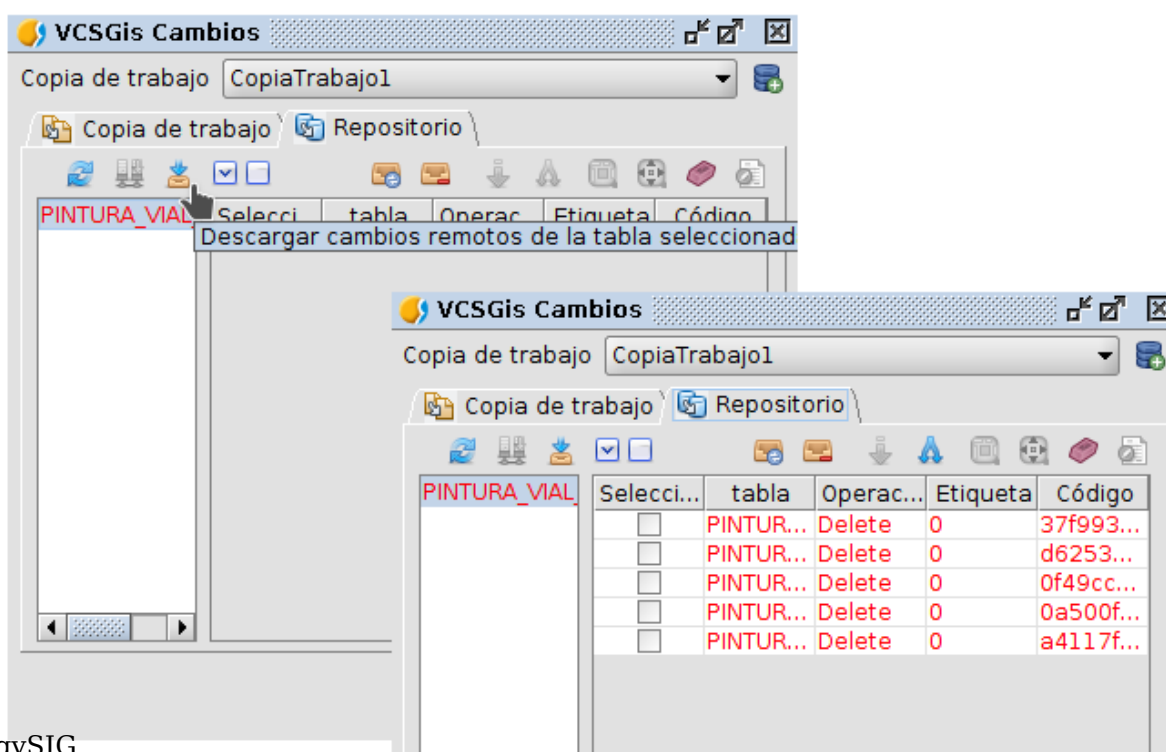 VCSGis Cambios
Copia de trabajo CopiaTrabajo1
Copia de trabajo Repositorio
PINTURA_VIAL Selecci... tabla Operac... Etiqueta Código
Descargar cambios remotos de la tabla seleccionad
VCSGis Cambios
Copia de trabajo CopiaTrabajo1
Copia de trabajo Repositorio
PINTURA_VIAL_ Selecci... tabla Operac... Etiqueta Código
PINTUR... Delete 0 37f993...
PINTUR... Delete 0 d6253...
PINTUR... Delete 0 0f49cc...
PINTUR... Delete 0 0a500f...
PINTUR... Delete 0 a4117f...
gvSIG